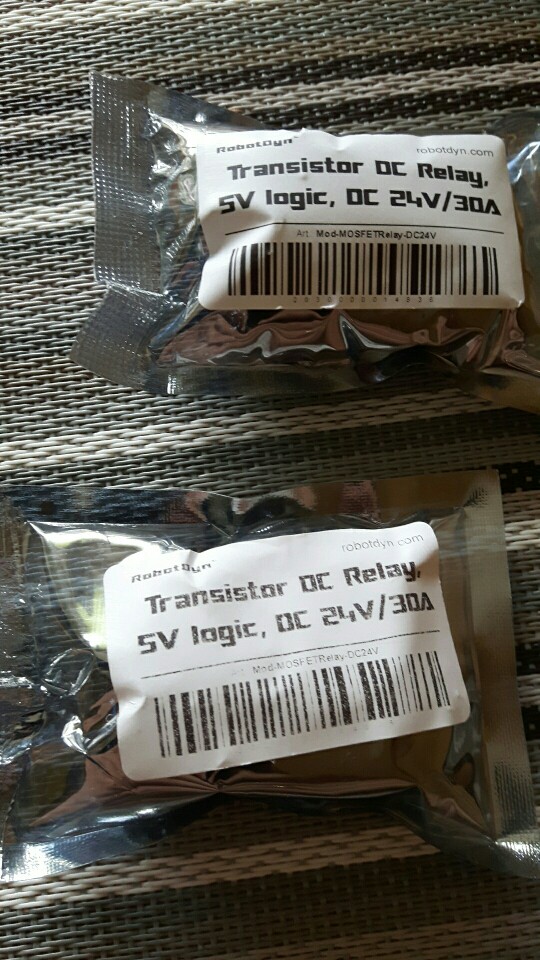 RobotDyn
robotdyn.com
Transistor DC Relay,
5V logic, DC 24V/30A
Art: Mod-MOSFETRelay-DC24V
RobotDyn
robotdyn.com
Transistor DC Relay,
5V logic, DC 24V/30A
Art: Mod-MOSFETRelay-DC24V